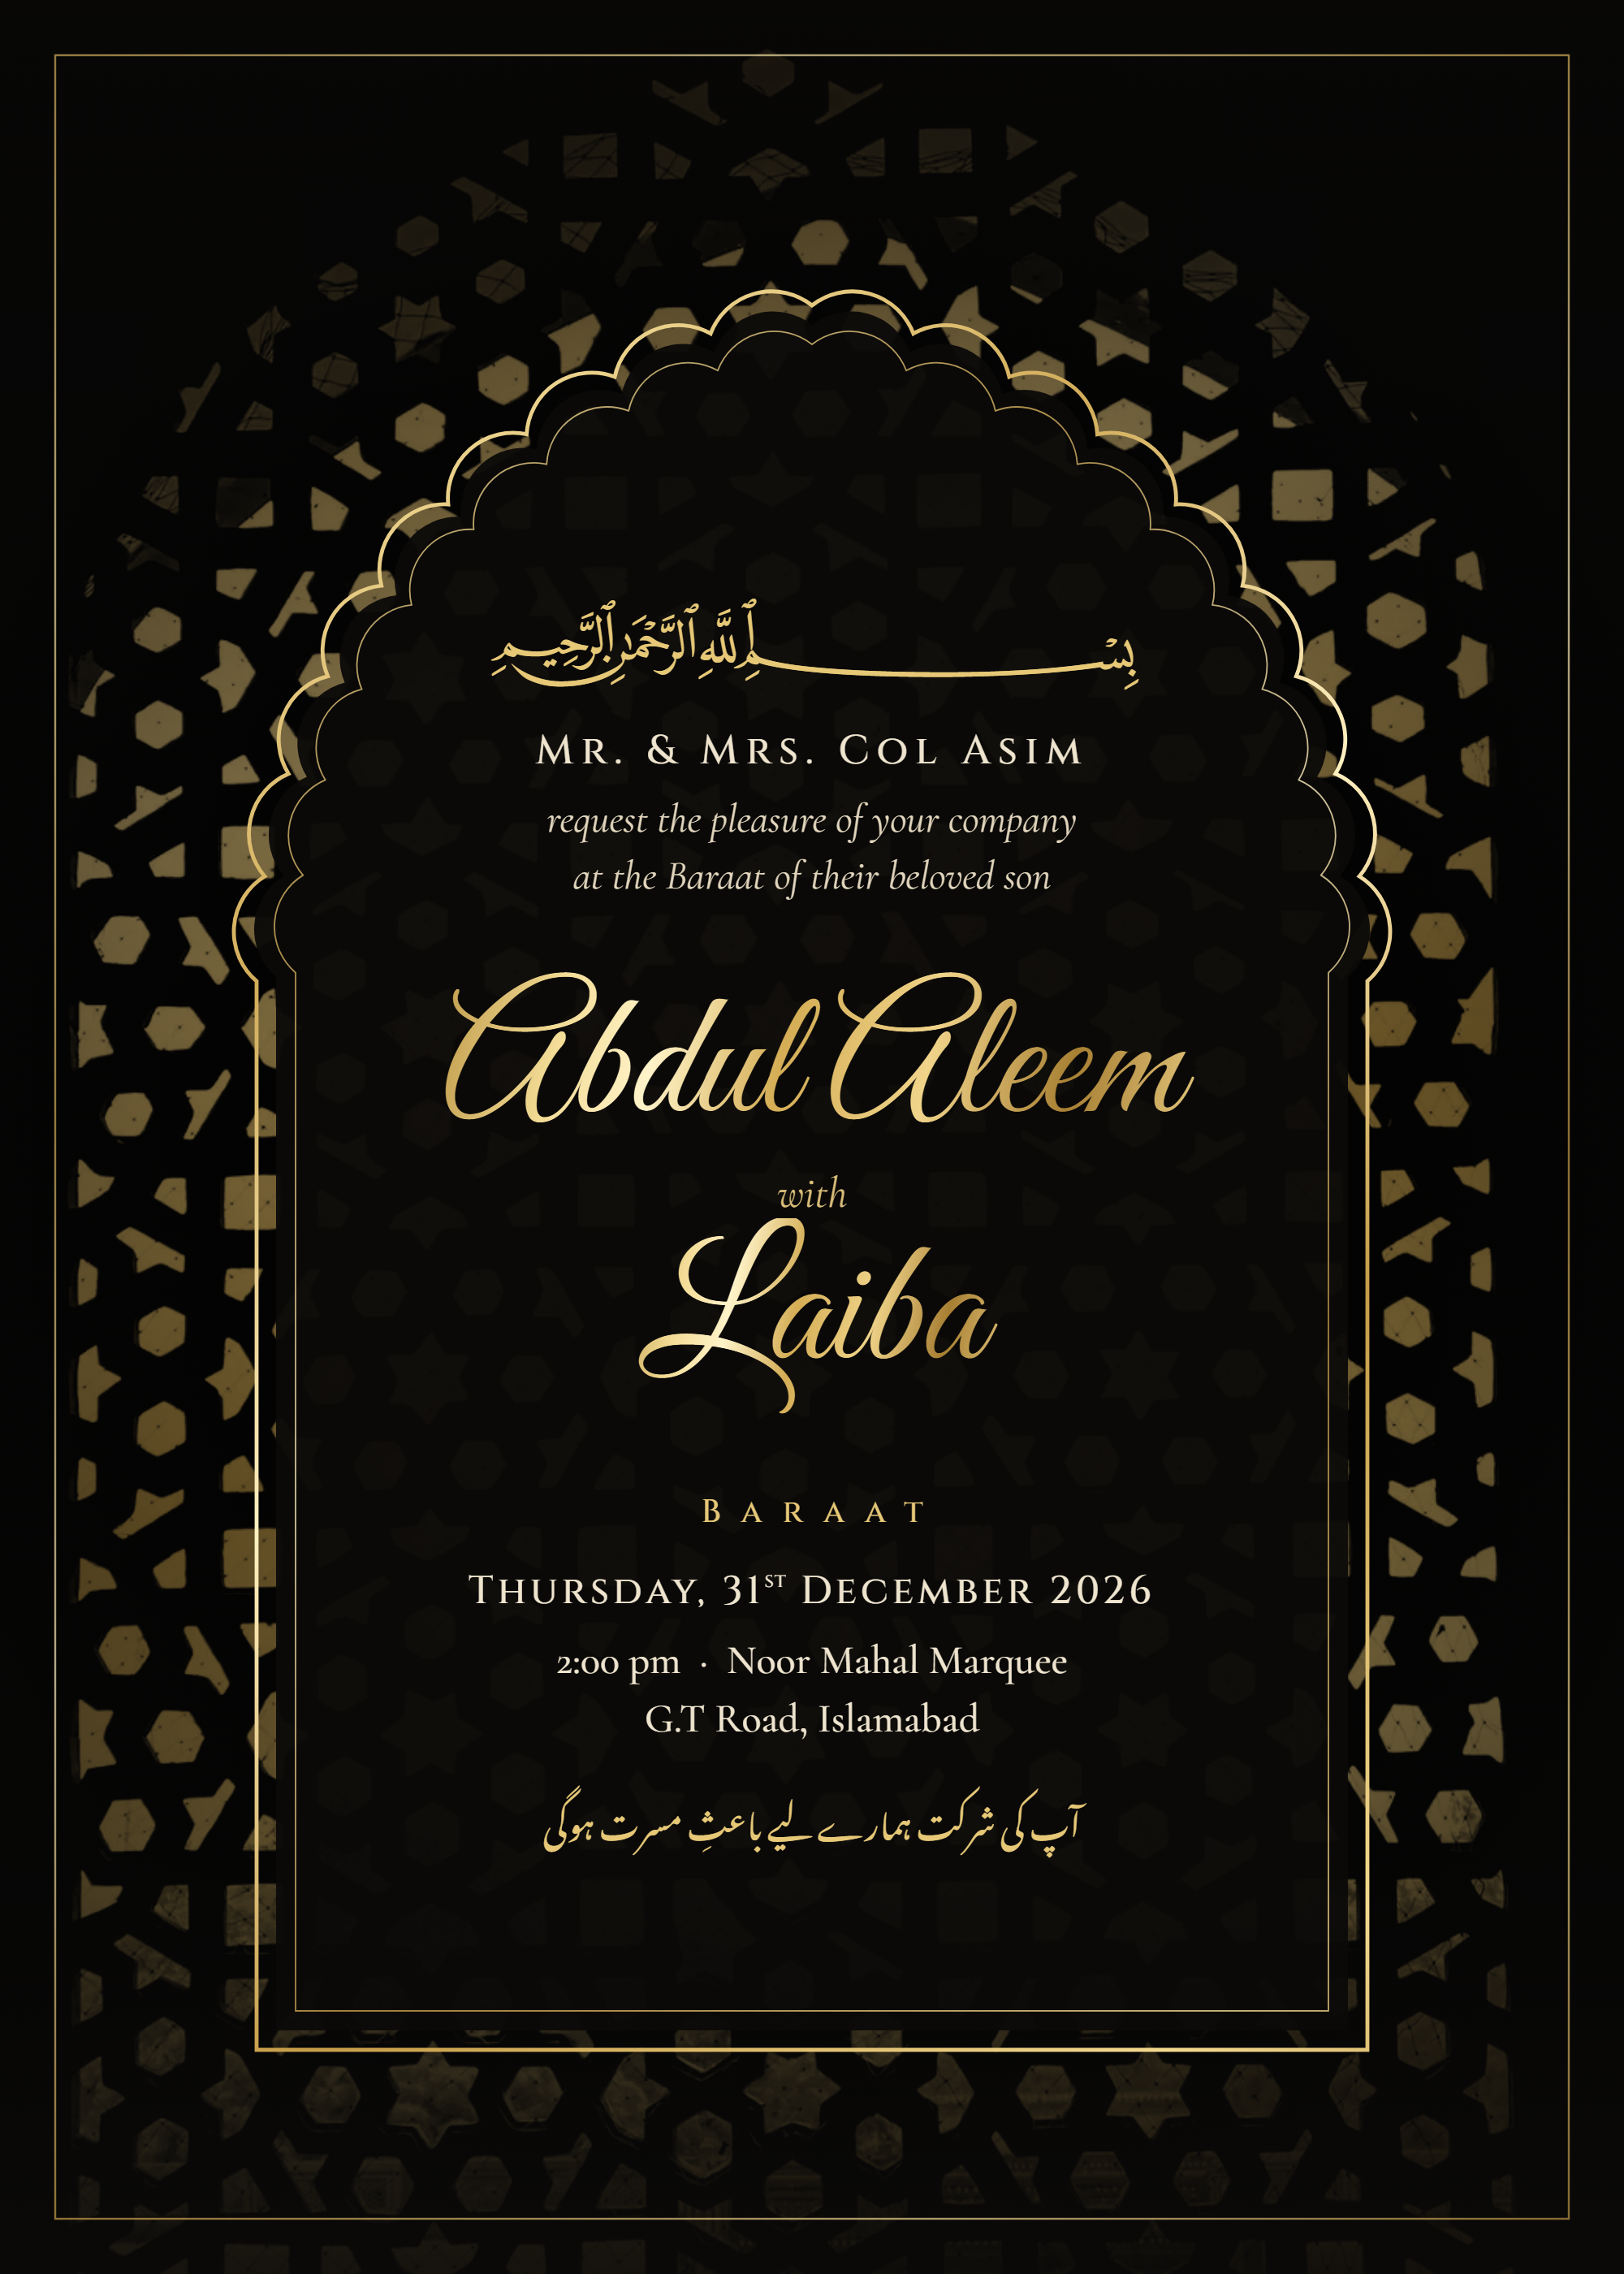 بِسْمِ ٱللَّهِ ٱلرَّحْمَٰنِ ٱلرَّحِيمِ
Mr. & Mrs. Col Asim
request the pleasure of your company
at the Baraat of their beloved son
Abdul Aleem
with
Laiba
Baraat
Thursday, 31st December 2026
2:00 pm · Noor Mahal Marquee
G.T Road, Islamabad
آپ کی شرکت ہمارے لیے باعثِ مسرت ہوگی